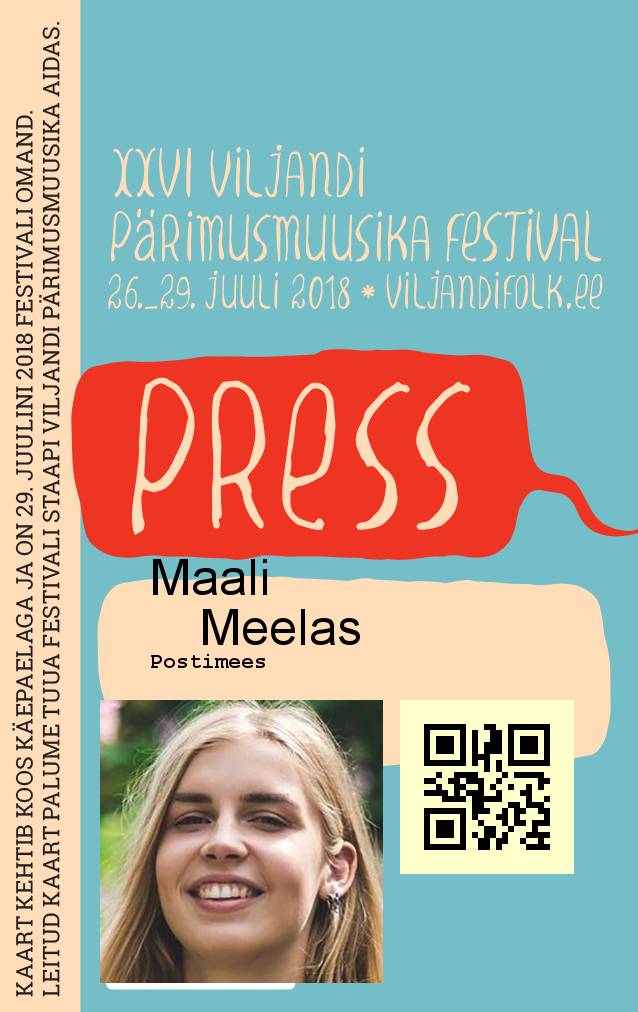 KAART KEHTIB KOOS KÄEPAELAGA JA ON 29. JUULINI 2018 FESTIVALI OMAND.
LEITUD KAART PALUME TUUA FESTIVALI STAAPI VILJANDI PÄRIMUSMUUSIKA AIDAS.
XXVI VILJANDI
PÄRIMUSMUUSIKA FESTIVAL
26._29. JUULI 2018 * VILJANDIFOLK.ee
PRESS
Maali
Meelas
Postimees